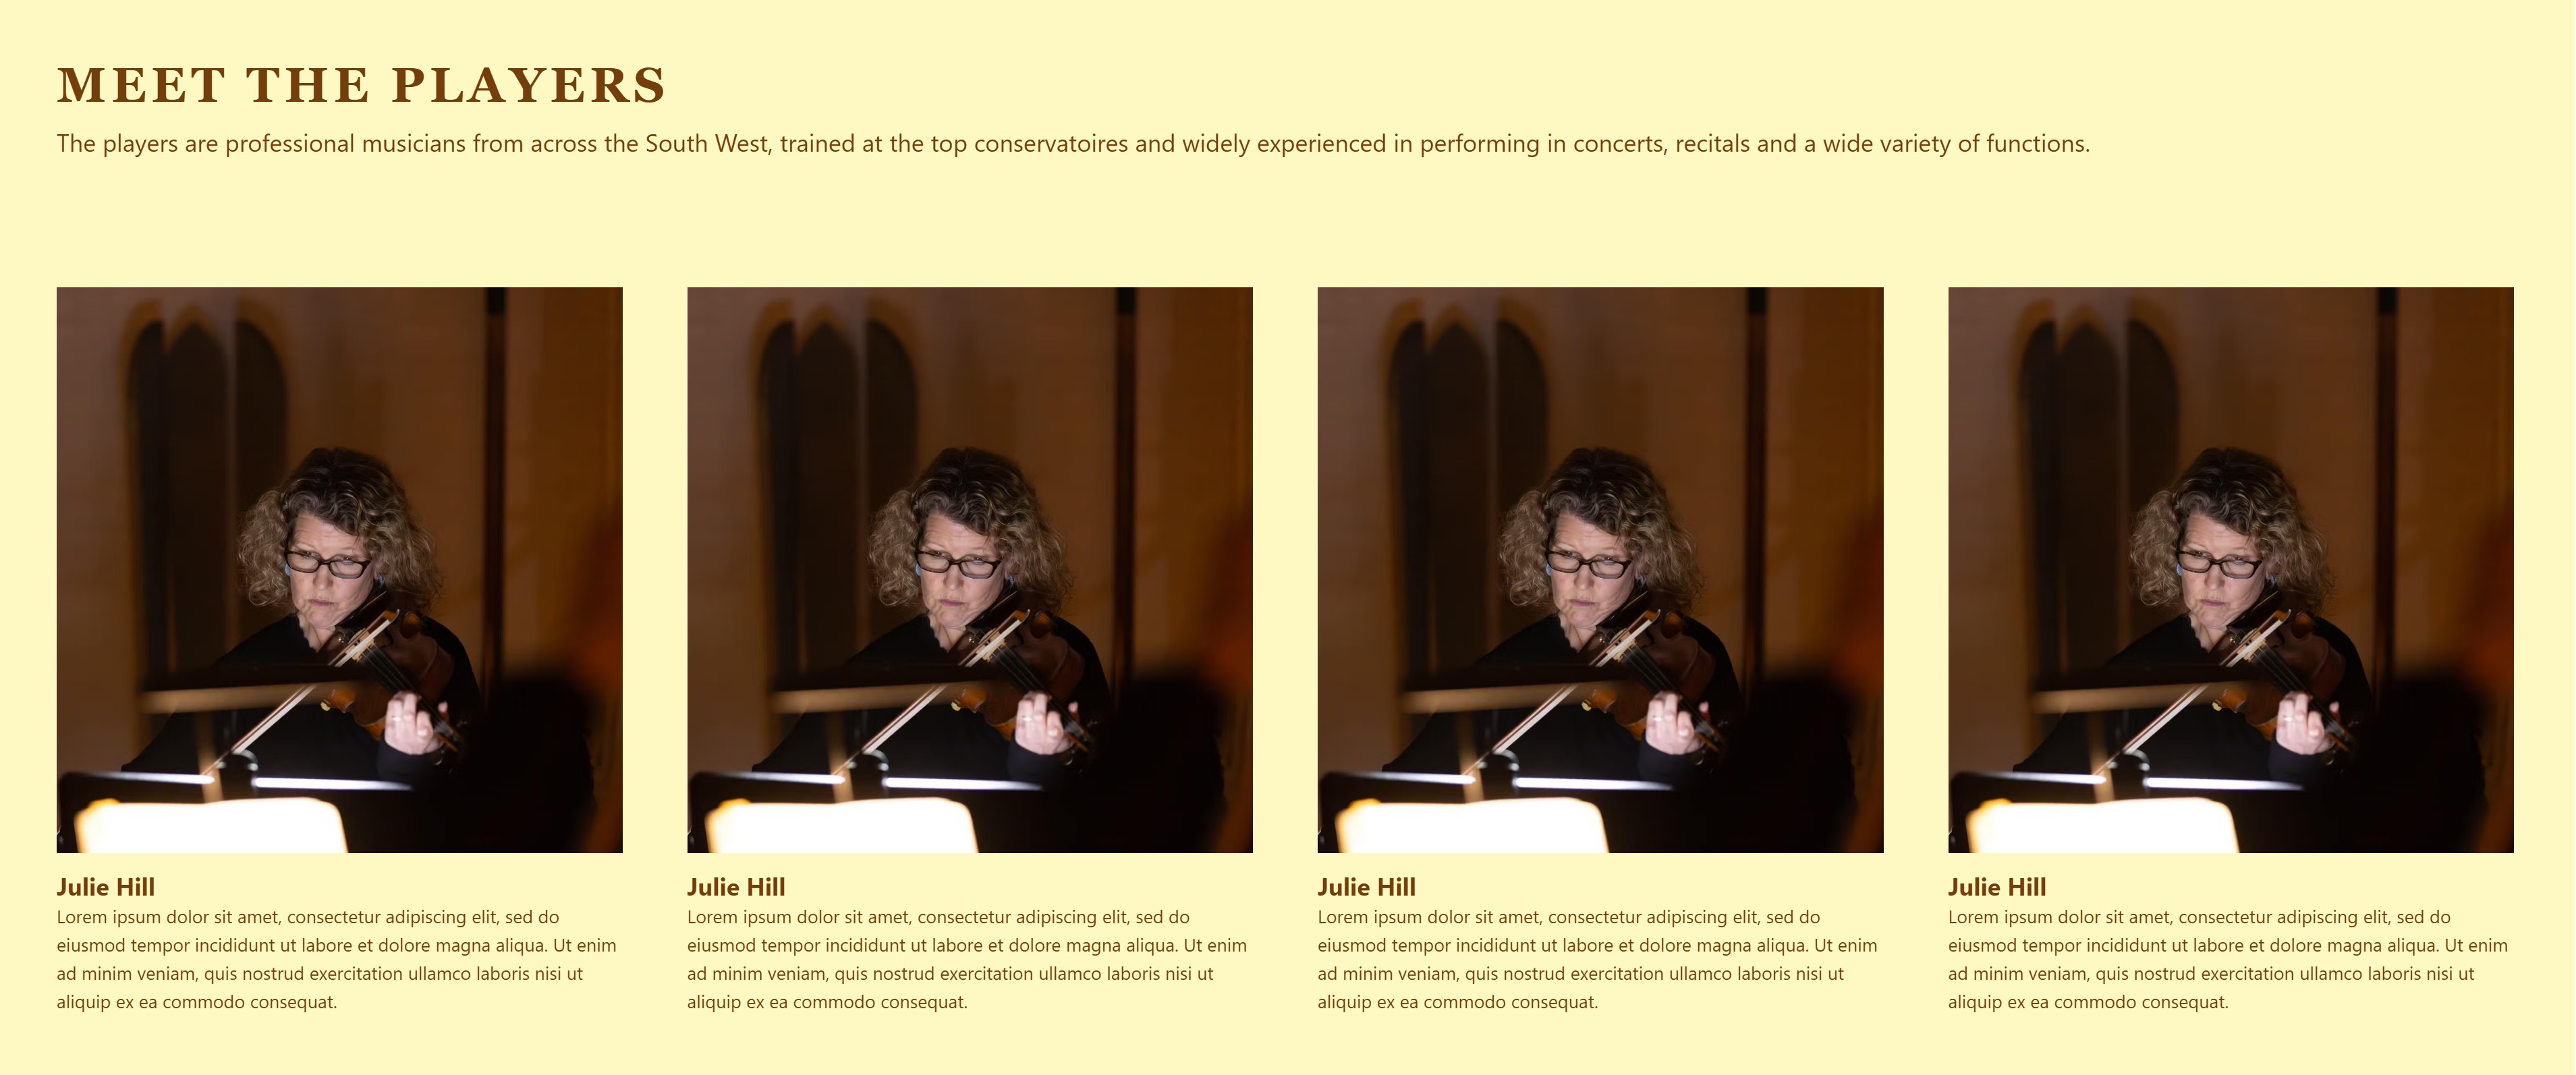 MEET THE PLAYERS
The players are professional musicians from across the South West, trained at the top conservatoires and widely experienced in performing in concerts, recitals and a wide variety of functions.
Julie Hill
Lorem ipsum dolor sit amet, consectetur adipiscing elit, sed do
eiusmod tempor incididunt ut labore et dolore magna aliqua. Ut enim
ad minim veniam, quis nostrud exercitation ullamco laboris nisi ut
aliquip ex ea commodo consequat.
Julie Hill
Lorem ipsum dolor sit amet, consectetur adipiscing elit, sed do
eiusmod tempor incididunt ut labore et dolore magna aliqua. Ut enim
ad minim veniam, quis nostrud exercitation ullamco laboris nisi ut
aliquip ex ea commodo consequat.
Julie Hill
Lorem ipsum dolor sit amet, consectetur adipiscing elit, sed do
eiusmod tempor incididunt ut labore et dolore magna aliqua. Ut enim
ad minim veniam, quis nostrud exercitation ullamco laboris nisi ut
aliquip ex ea commodo consequat.
Julie Hill
Lorem ipsum dolor sit amet, consectetur adipiscing elit, sed do
eiusmod tempor incididunt ut labore et dolore magna aliqua. Ut enim
ad minim veniam, quis nostrud exercitation ullamco laboris nisi ut
aliquip ex ea commodo consequat.